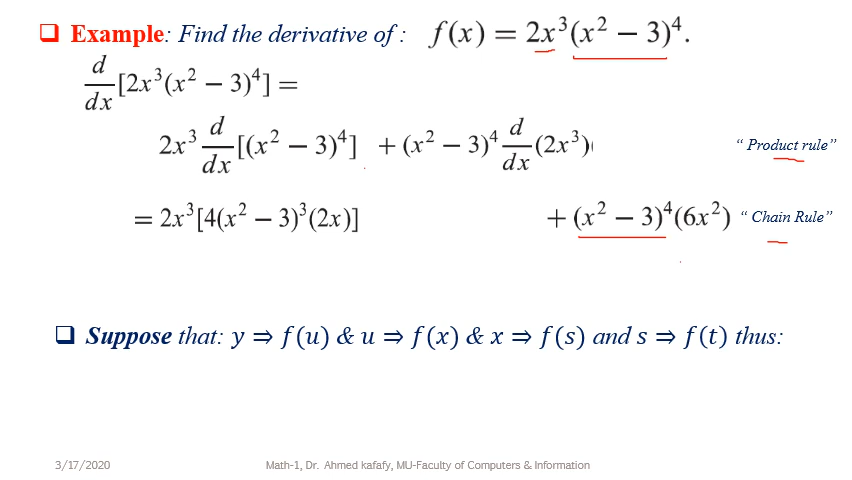 ❑ Example: Find the derivative of : f(x) = 2x³(x² − 3)⁴.
d/dx [2x³(x² − 3)⁴] =
2x³ d/dx [(x² − 3)⁴] + (x² − 3)⁴ d/dx (2x³) “ Product rule”
= 2x³[4(x² − 3)³(2x)] + (x² − 3)⁴(6x²) “ Chain Rule”
❑ Suppose that: y ⇒ f(u) & u ⇒ f(x) & x ⇒ f(s) and s ⇒ f(t) thus:
3/17/2020 Math-1, Dr. Ahmed kafafy, MU-Faculty of Computers & Information